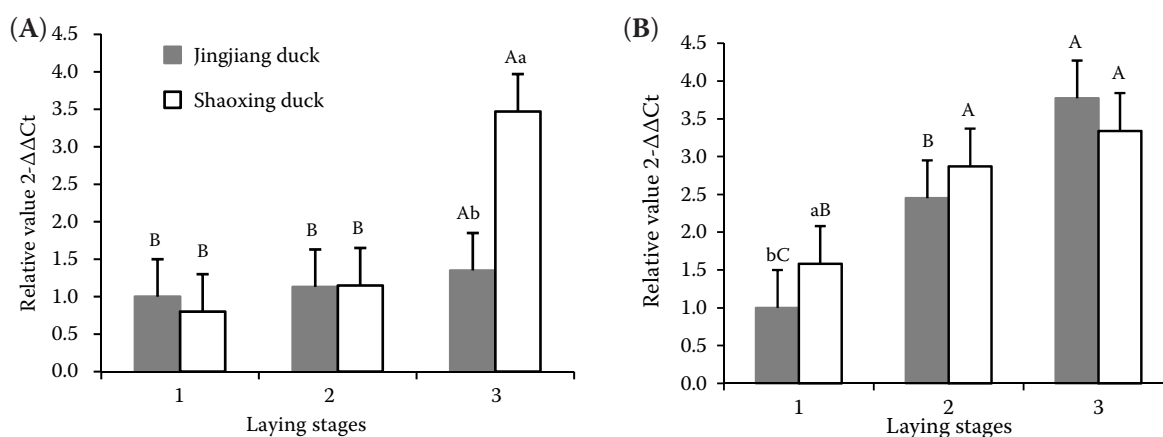 (A)
Relative value 2-ΔΔCt
4.5
4.0
3.5
3.0
2.5
2.0
1.5
1.0
0.5
0.0
Jingjiang duck
Shaoxing duck
B
B
B
B
Ab
Aa
1
2
3
Laying stages
(B)
Relative value 2-ΔΔCt
4.5
4.0
3.5
3.0
2.5
2.0
1.5
1.0
0.5
0.0
bC
aB
B
A
A
A
1
2
3
Laying stages